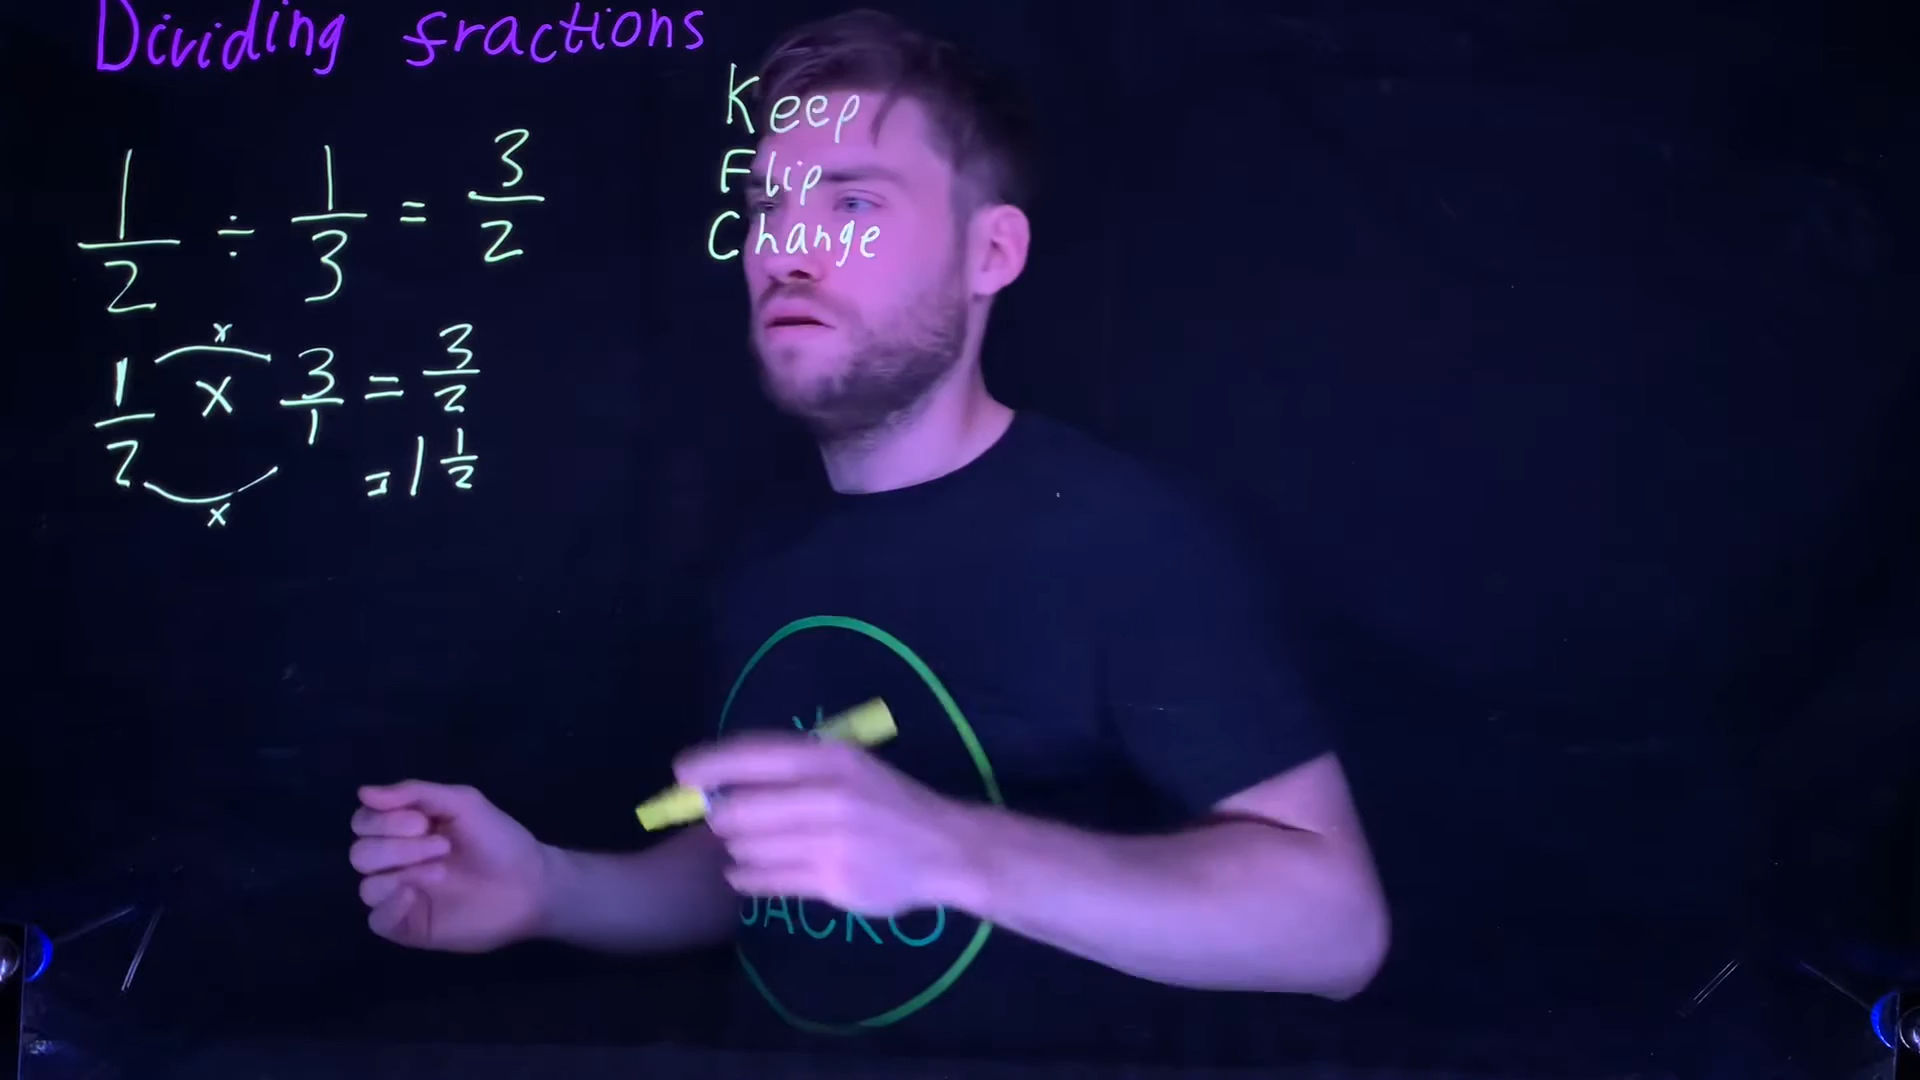 Dividing fractions
Keep
Flip
Change
1/2 ÷ 1/3 = 3/2
x
1/2 x 3/1 = 3/2
= 1 1/2
x
JACKO